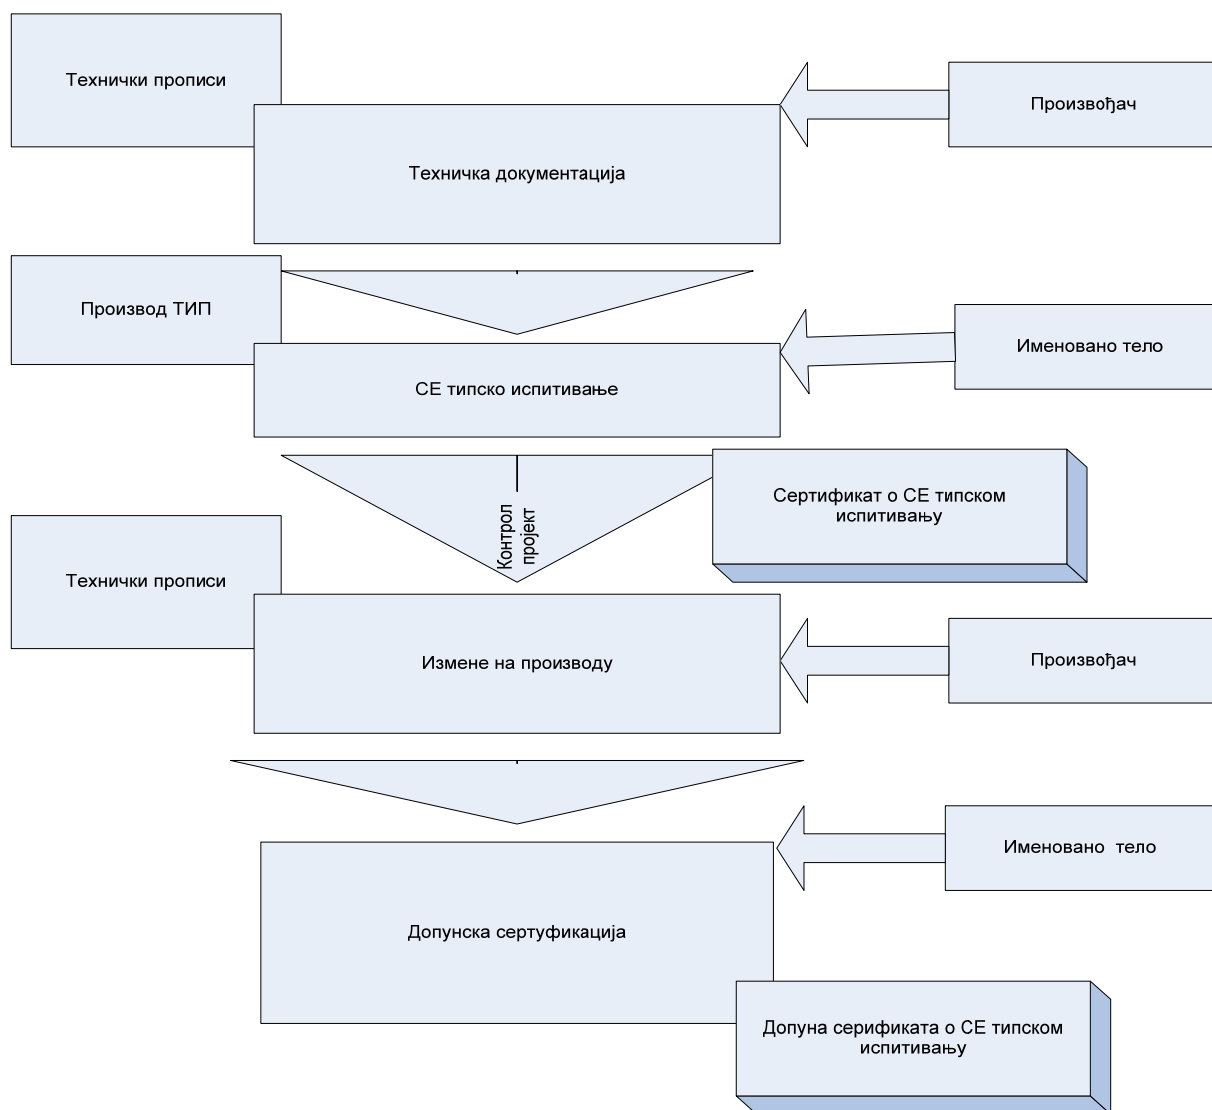 Технички прописи
Произвођач
Техничка документација
Производ ТИП
Именовано тело
СЕ типско испитивање
Сертификат о СЕ типском
испитивању
Контрол
пројект
Технички прописи
Измене на производу
Произвођач
Именовано тело
Допунска сертуфикација
Допуна серификата о СЕ типском
испитивању